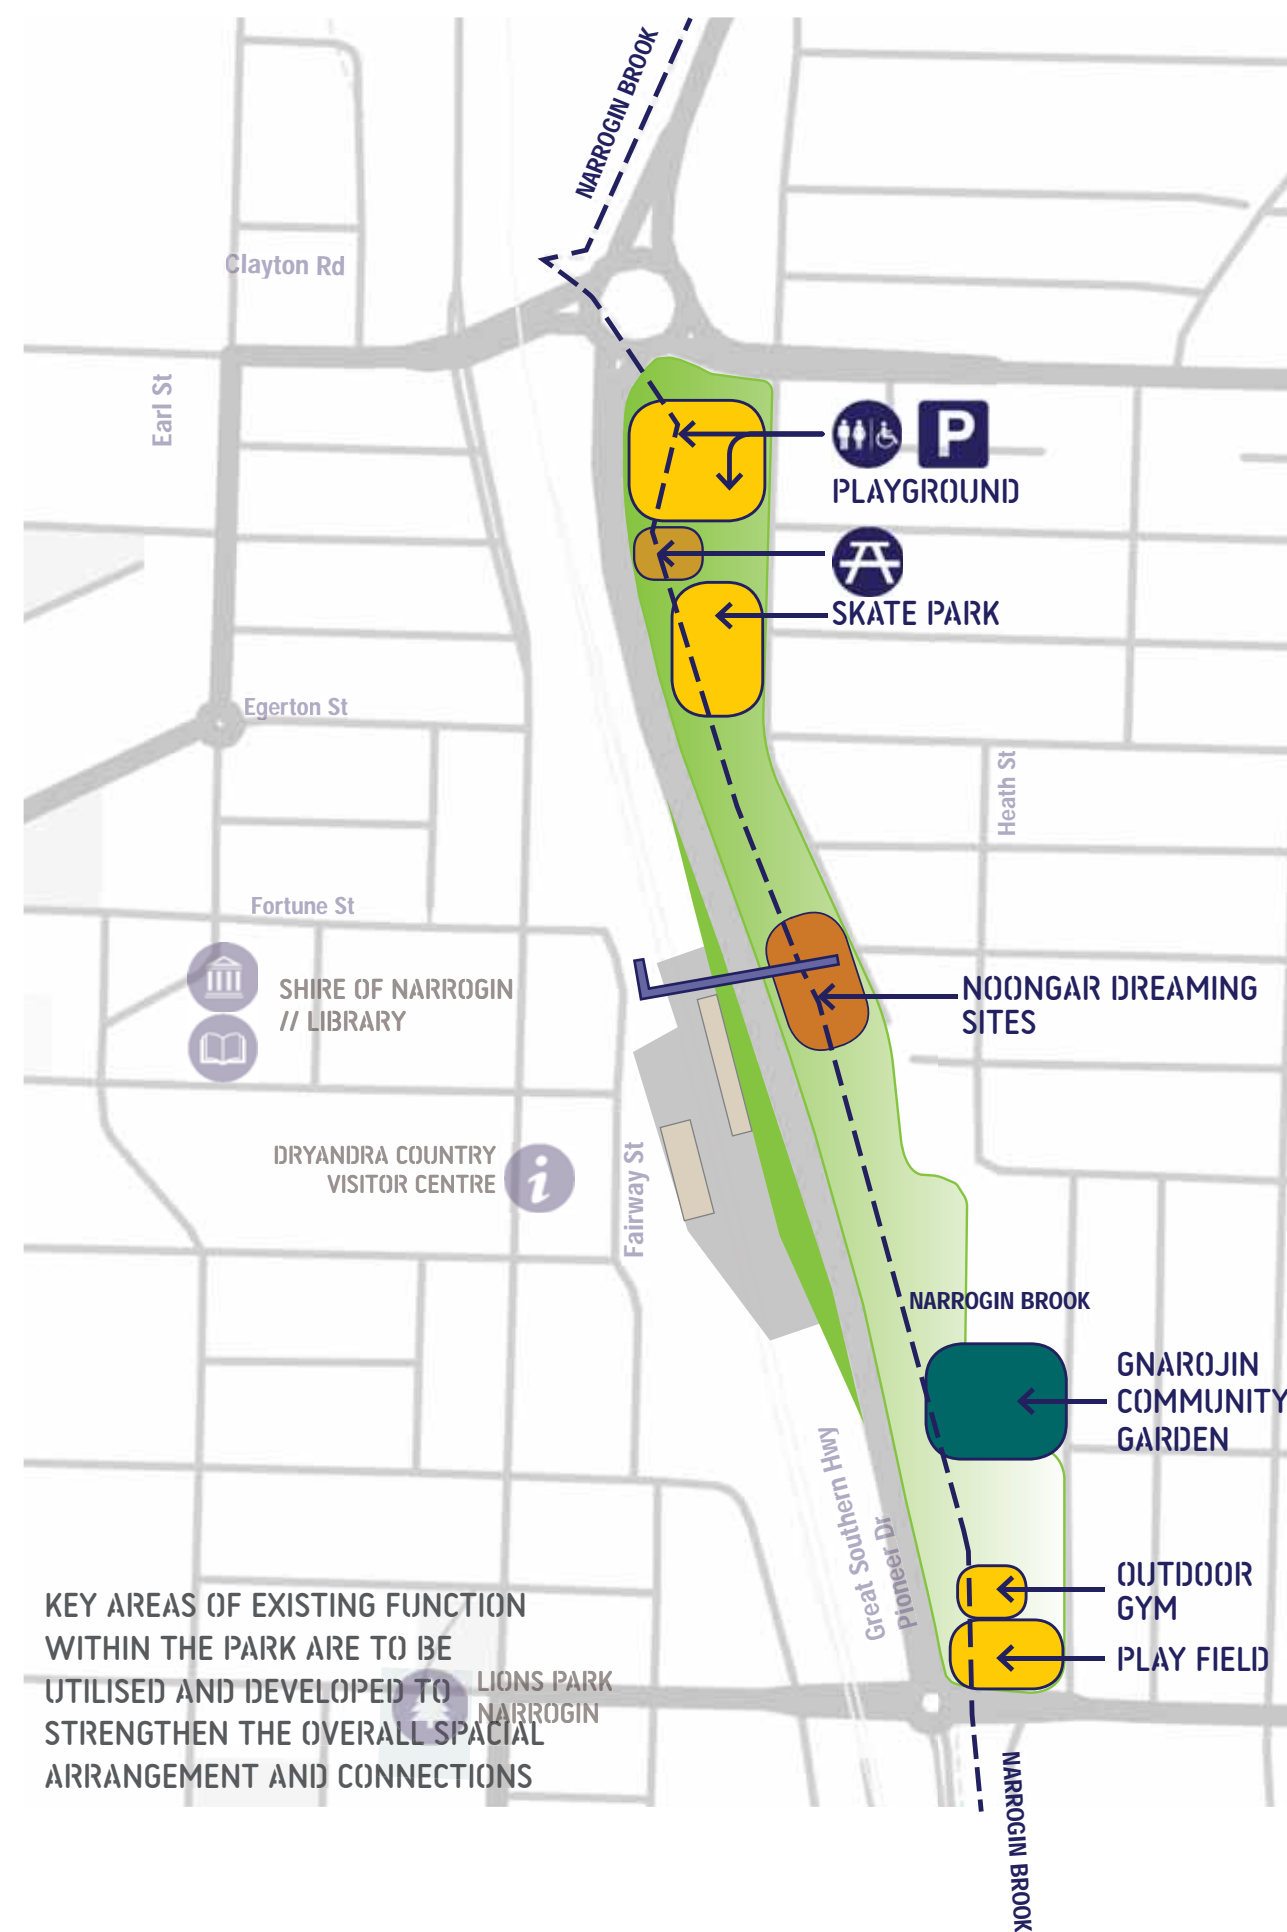 NARROGIN BROOK
Clayton Rd
Earl St
P
PLAYGROUND
SKATE PARK
Egerton St
Heath St
Fortune St
SHIRE OF NARROGIN
// LIBRARY
NOONGAR DREAMING
SITES
DRYANDRA COUNTRY
VISITOR CENTRE
i
Fairway St
NARROGIN BROOK
GNAROJIN
COMMUNITY
GARDEN
Great Southern Hwy
Pioneer Dr
OUTDOOR
GYM
PLAY FIELD
KEY AREAS OF EXISTING FUNCTION
WITHIN THE PARK ARE TO BE
UTILISED AND DEVELOPED TO
STRENGTHEN THE OVERALL SPACIAL
ARRANGEMENT AND CONNECTIONS
LIONS PARK
NARROGIN
NARROGIN BROOK